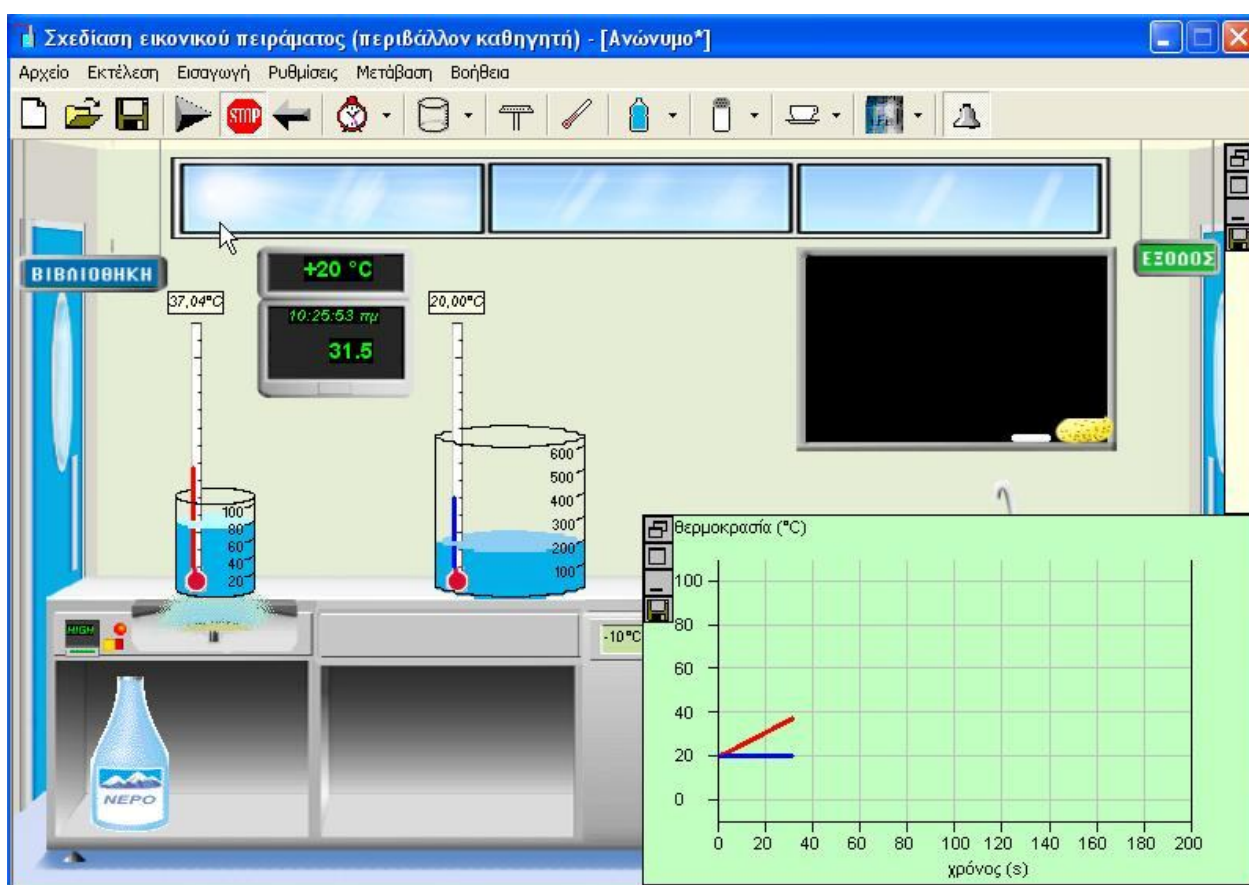 Σχεδίαση εικονικού πειράματος (περιβάλλον καθηγητή) - [Ανώνυμο*]
Αρχείο Εκτέλεση Εισαγωγή Ρυθμίσεις Μετάβαση Βοήθεια
STOP
ΒΙΒΛΙΟΘΗΚΗ
ΕΞΟΔΟΣ
+20 °C
37,04°C
10:25:53 πμ
20,00°C
31.5
100
80
60
40
20
600
500
400
300
200
100
HIGH
-10°C
ΝΕΡΟ
θερμοκρασία (°C)
100
80
60
40
20
0
0 20 40 60 80 100 120 140 160 180 200
χρόνος (s)